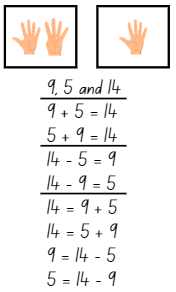 9, 5 and 14
9 + 5 = 14
5 + 9 = 14
14 - 5 = 9
14 - 9 = 5
14 = 9 + 5
14 = 5 + 9
9 = 14 - 5
5 = 14 - 9